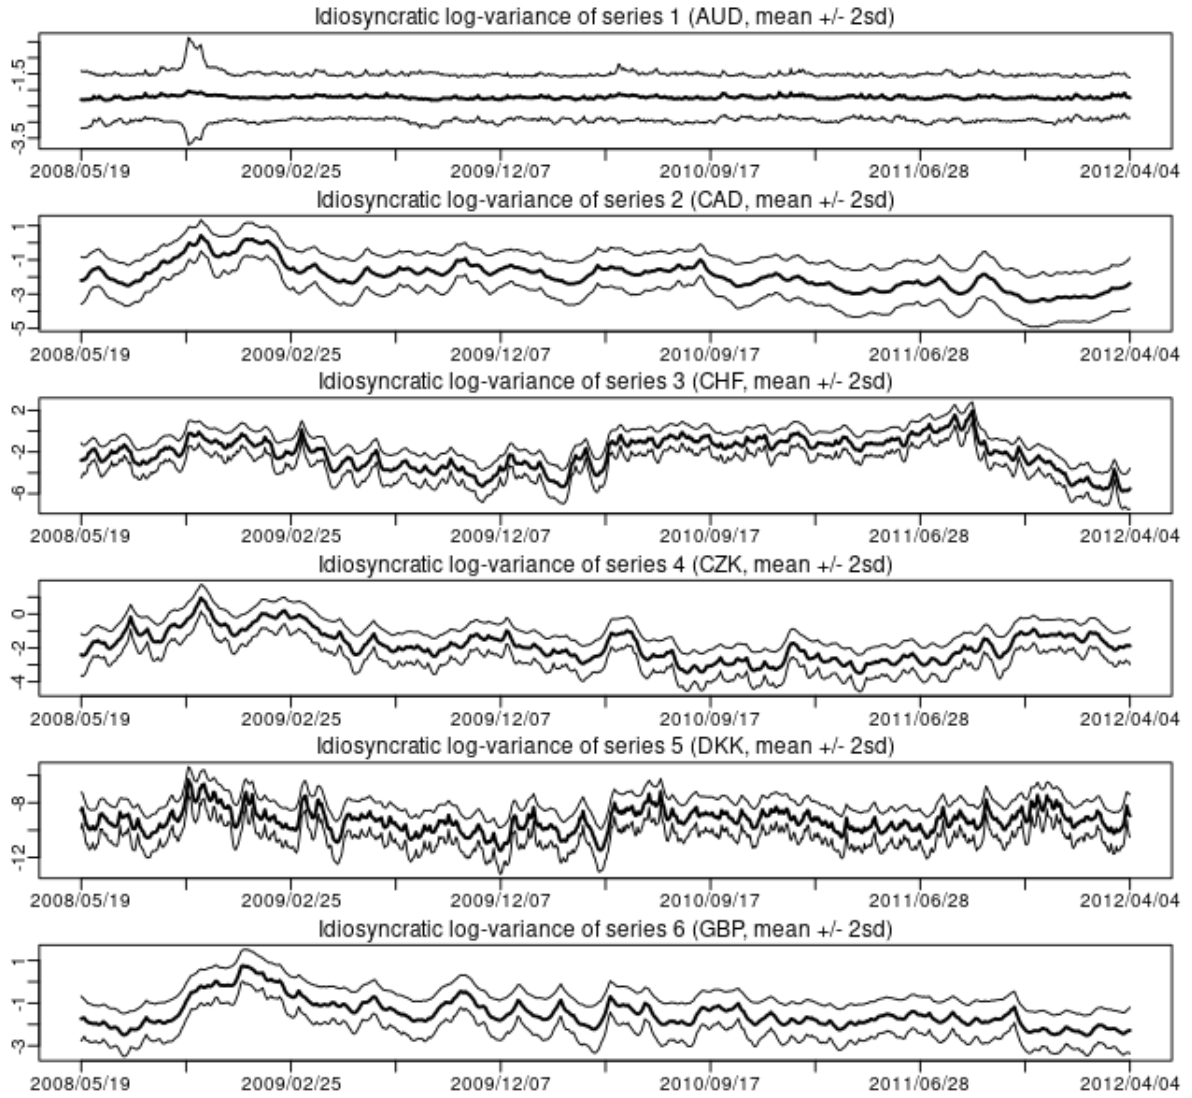 Idiosyncratic log-variance of series 1 (AUD, mean +/- 2sd)
-1.5
-3.5
2008/05/19 2009/02/25 2009/12/07 2010/09/17 2011/06/28 2012/04/04
Idiosyncratic log-variance of series 2 (CAD, mean +/- 2sd)
1
-1
-3
-5
2008/05/19 2009/02/25 2009/12/07 2010/09/17 2011/06/28 2012/04/04
Idiosyncratic log-variance of series 3 (CHF, mean +/- 2sd)
2
-2
-6
2008/05/19 2009/02/25 2009/12/07 2010/09/17 2011/06/28 2012/04/04
Idiosyncratic log-variance of series 4 (CZK, mean +/- 2sd)
0
-2
-4
2008/05/19 2009/02/25 2009/12/07 2010/09/17 2011/06/28 2012/04/04
Idiosyncratic log-variance of series 5 (DKK, mean +/- 2sd)
-8
-12
2008/05/19 2009/02/25 2009/12/07 2010/09/17 2011/06/28 2012/04/04
Idiosyncratic log-variance of series 6 (GBP, mean +/- 2sd)
1
-1
-3
2008/05/19 2009/02/25 2009/12/07 2010/09/17 2011/06/28 2012/04/04